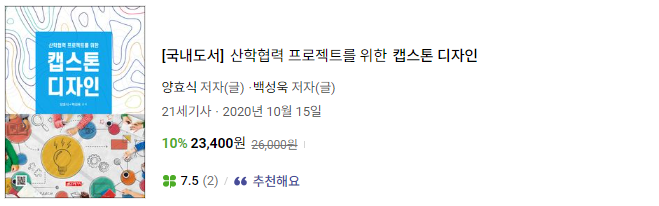 산학협력 프로젝트를 위한
캡스톤
디자인
[국내도서] 산학협력 프로젝트를 위한 캡스톤 디자인
양효식 저자(글) · 백성욱 저자(글)
21세기사 · 2020년 10월 15일
10% 23,400원 26,000원
7.5 (2) / 추천해요